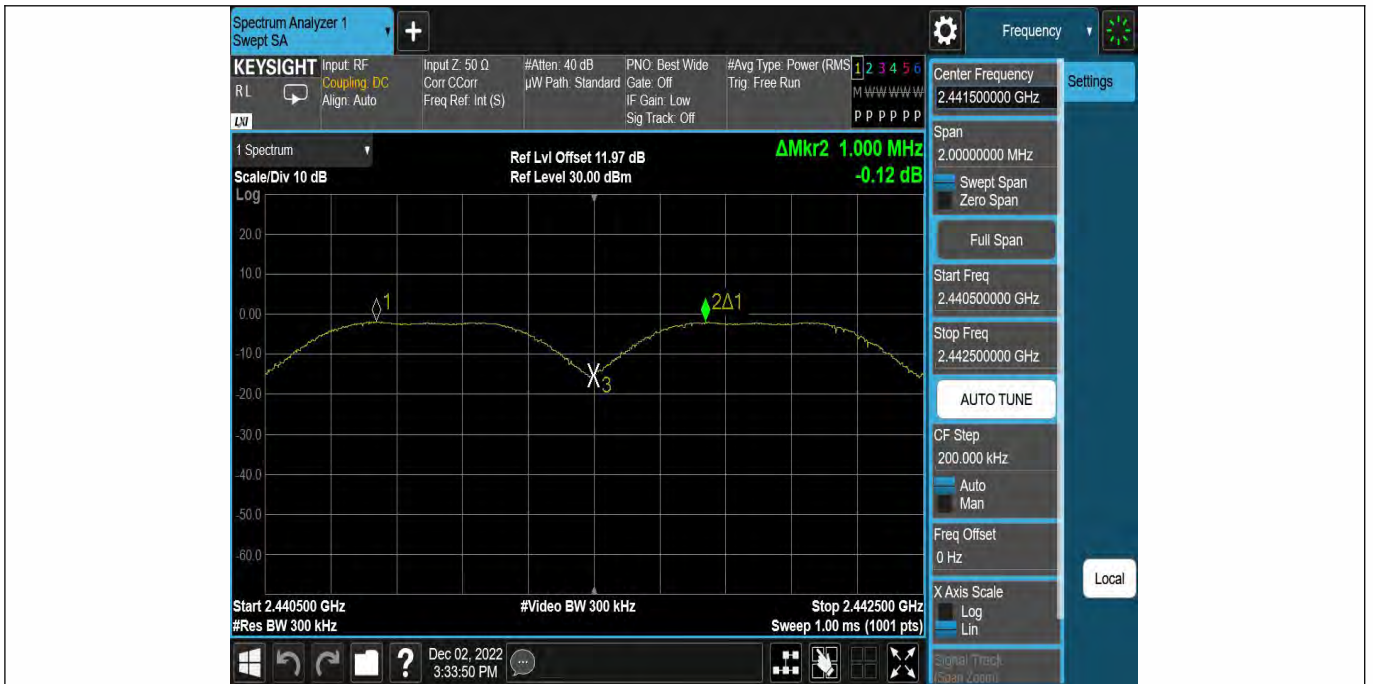 Spectrum Analyzer 1
Swept SA
+
Frequency
KEYSIGHT
R L
LXI
Input: RF
Coupling: DC
Align: Auto
Input Z: 50 Ω
Corr CCorr
Freq Ref: Int (S)
#Atten: 40 dB
µW Path: Standard
PNO: Best Wide
Gate: Off
IF Gain: Low
Sig Track: Off
#Avg Type: Power (RMS
Trig: Free Run
1 2 3 4 5 6
M W W W W W
P P P P P P
1 Spectrum
Scale/Div 10 dB
Log
Ref Lvl Offset 11.97 dB
Ref Level 30.00 dBm
ΔMkr2 1.000 MHz
-0.12 dB
20.0
10.0
0.00
-10.0
-20.0
-30.0
-40.0
-50.0
-60.0
1
2Δ1
3
Start 2.440500 GHz
#Res BW 300 kHz
#Video BW 300 kHz
Stop 2.442500 GHz
Sweep 1.00 ms (1001 pts)
Center Frequency
2.441500000 GHz
Settings
Span
2.00000000 MHz
Swept Span
Zero Span
Full Span
Start Freq
2.440500000 GHz
Stop Freq
2.442500000 GHz
AUTO TUNE
CF Step
200.000 kHz
Auto
Man
Freq Offset
0 Hz
X Axis Scale
Log
Lin
Signal Track
(Span Zoom)
Local
?
Dec 02, 2022
3:33:50 PM